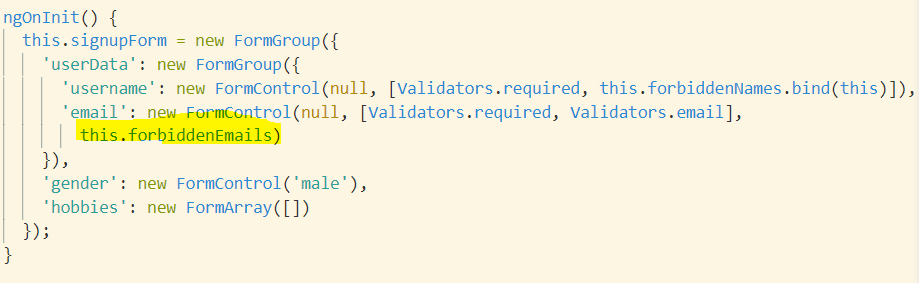 ngOnInit() {
this.signupForm = new FormGroup({
'userData': new FormGroup({
'username': new FormControl(null, [Validators.required, this.forbiddenNames.bind(this)]),
'email': new FormControl(null, [Validators.required, Validators.email],
this.forbiddenEmails)
}),
'gender': new FormControl('male'),
'hobbies': new FormArray([])
});
}